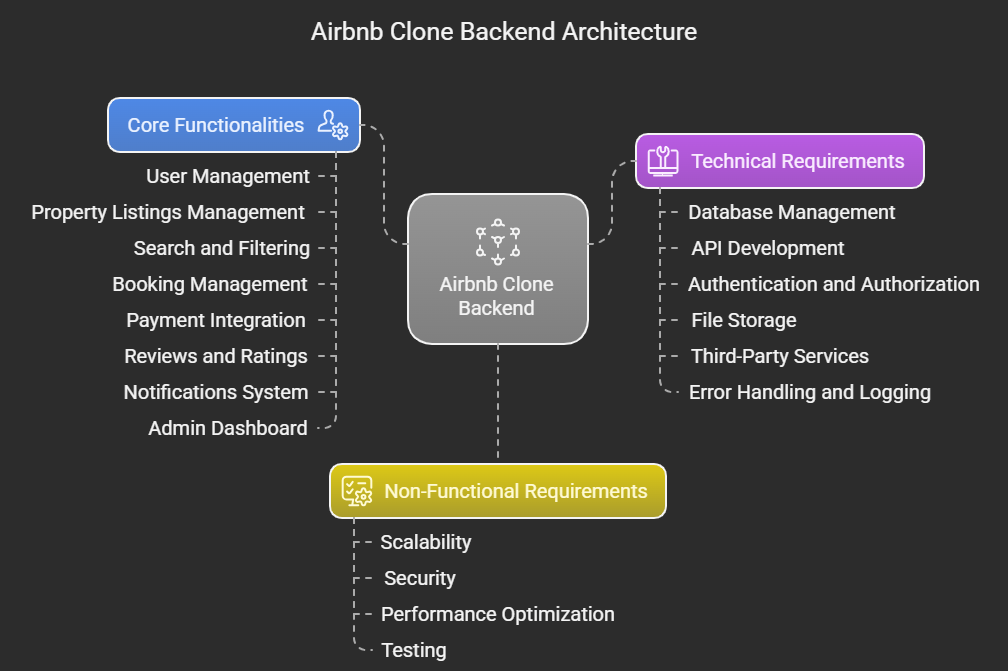 Airbnb Clone Backend Architecture
Core Functionalities
User Management
Property Listings Management
Search and Filtering
Booking Management
Payment Integration
Reviews and Ratings
Notifications System
Admin Dashboard
Airbnb Clone
Backend
Technical Requirements
Database Management
API Development
Authentication and Authorization
File Storage
Third-Party Services
Error Handling and Logging
Non-Functional Requirements
Scalability
Security
Performance Optimization
Testing